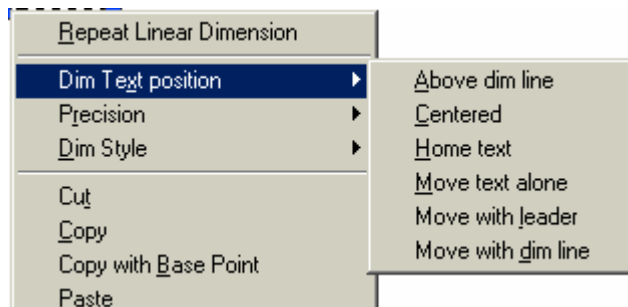 Repeat Linear Dimension
Dim Text position
Precision
Dim Style
Cut
Copy
Copy with Base Point
Paste
Above dim line
Centered
Home text
Move text alone
Move with leader
Move with dim line